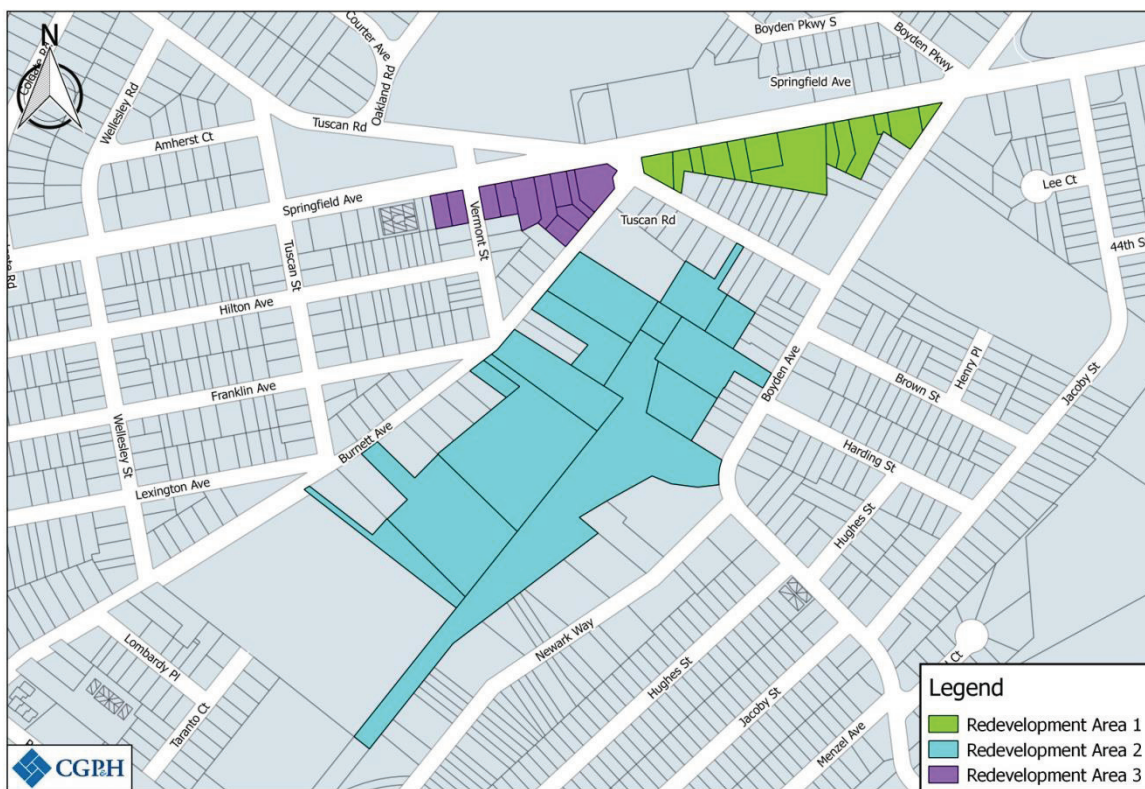 N
Courter Ave
Boyden Pkwy S
Boyden Pkwy
Springfield Ave
Wellesley Rd
Oakland Rd
Tuscan Rd
Amherst Ct
Lee Ct
Springfield Ave
Vermont St
Tuscan Rd
44th S
Tuscan St
Hilton Ave
Henry Pl
Franklin Ave
Boyden Ave
Brown St
Jacoby St
Wellesley St
Burnett Ave
Harding St
Lexington Ave
Hughes St
Newark Way
Lombardy Pl
Hughes St
Taranto Ct
Jacoby St
Menzel Ave
Ct
Legend
Redevelopment Area 1
Redevelopment Area 2
Redevelopment Area 3
CGP&H